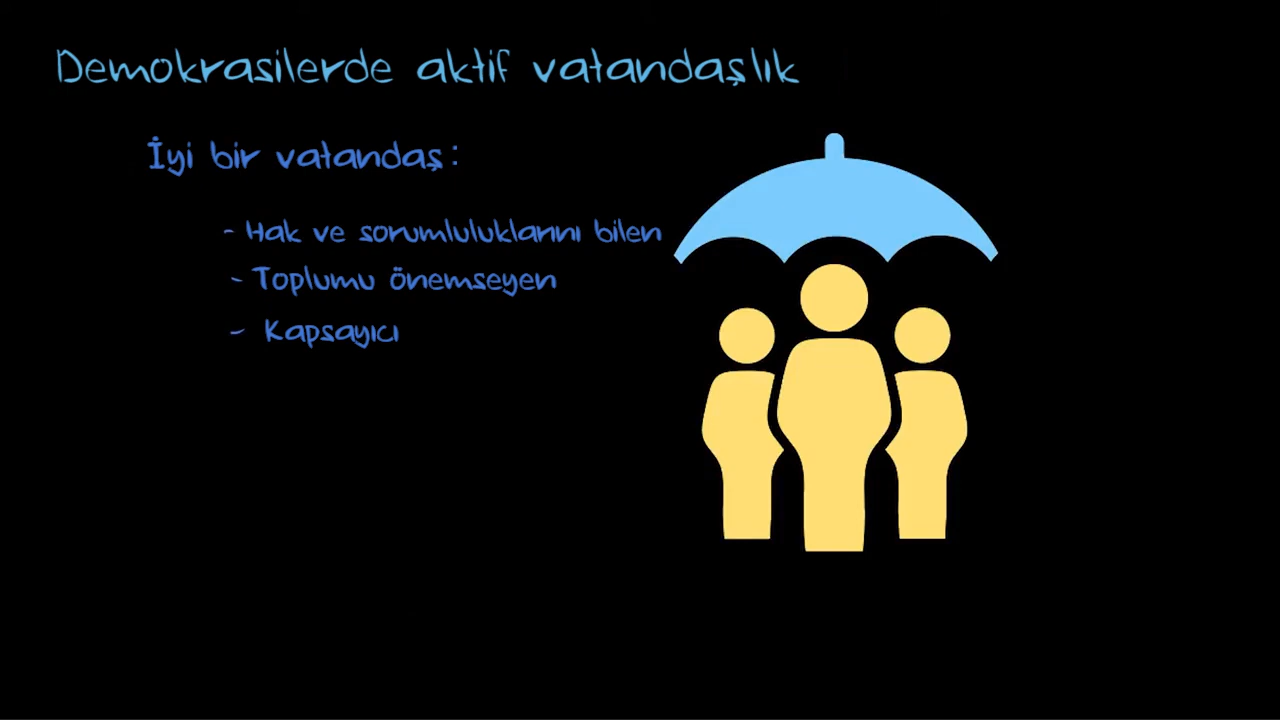 Demokrasilerde aktif vatandaşlık
İyi bir vatandaş:
- Hak ve sorumluluklarını bilen
- Toplumu önemseyen
- Kapsayıcı